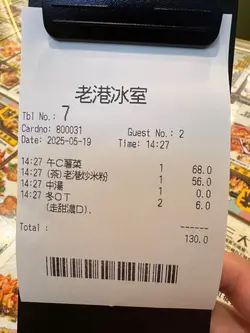 老港冰室
Tbl No.: 7
Cardno: 800031 Guest No.: 2
Date: 2025-05-19 Time: 14:27
14:27 午C薯菜 1 68.0
14:27 (茶)老港炒米粉 1 56.0
14:27 中湯 1 0.0
14:27 冬OT 2 6.0
(走甜濃D).
Total : 130.0